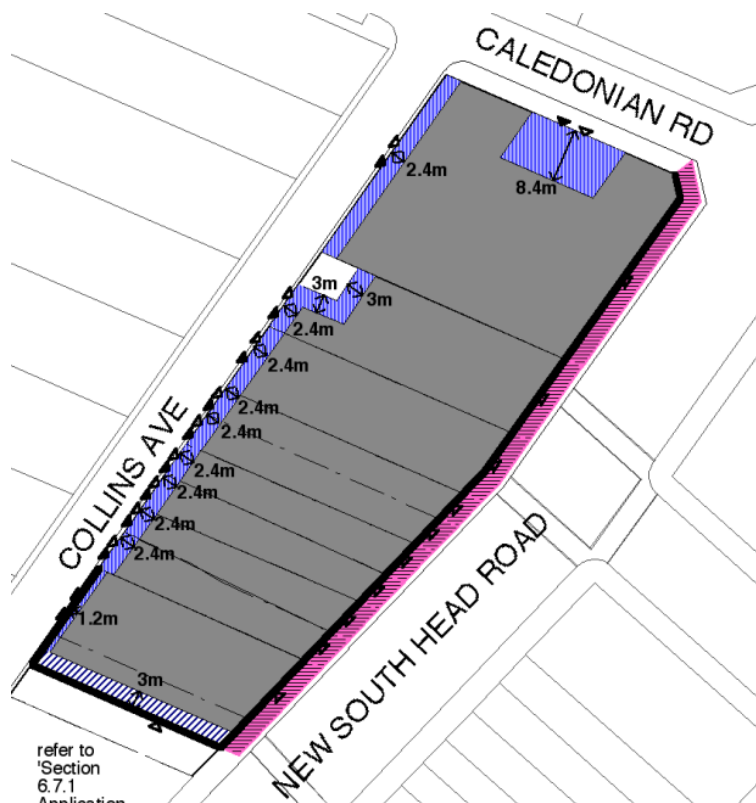 CALEDONIAN RD
2.4m
8.4m
3m
3m
2.4m
2.4m
2.4m
2.4m
2.4m
2.4m
2.4m
2.4m
COLLINS AVE
1.2m
3m
NEW SOUTH HEAD ROAD
refer to
'Section
6.7.1
Application